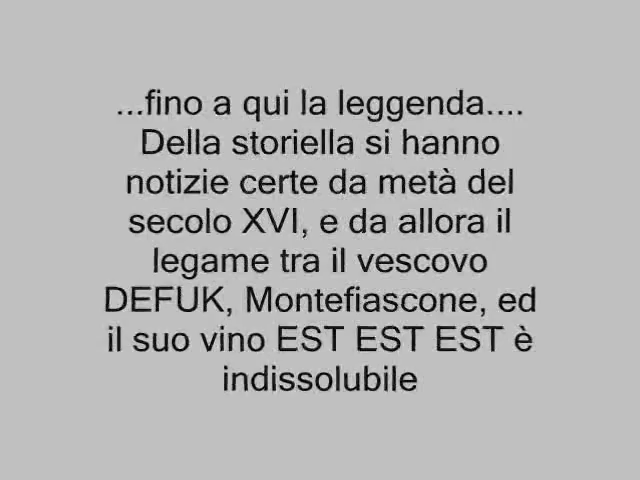 ...fino a qui la leggenda....
Della storiella si hanno
notizie certe da metà del
secolo XVI, e da allora il
legame tra il vescovo
DEFUK, Montefiascone, ed
il suo vino EST EST EST è
indissolubile